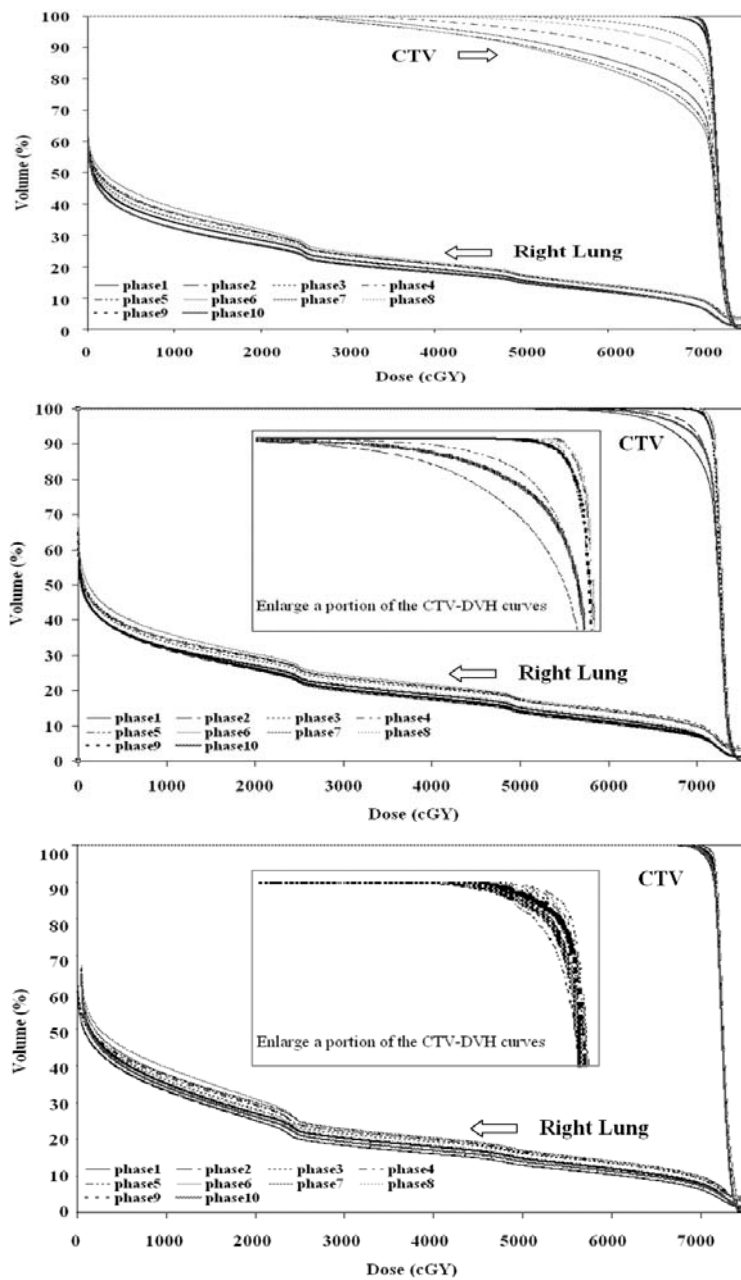 100
90
80
70
60
50
40
30
20
10
0
Volume (%)
CTV
Right Lung
phase1 phase2 phase3 phase4
phase5 phase6 phase7 phase8
phase9 phase10
0 1000 2000 3000 4000 5000 6000 7000
Dose (cGY)
100
90
80
70
60
50
40
30
20
10
0
Volume (%)
CTV
Enlarge a portion of the CTV-DVH curves
Right Lung
phase1 phase2 phase3 phase4
phase5 phase6 phase7 phase8
phase9 phase10
0 1000 2000 3000 4000 5000 6000 7000
Dose (cGY)
100
90
80
70
60
50
40
30
20
10
0
Volume (%)
CTV
Enlarge a portion of the CTV-DVH curves
Right Lung
phase1 phase2 phase3 phase4
phase5 phase6 phase7 phase8
phase9 phase10
0 1000 2000 3000 4000 5000 6000 7000
Dose (cGY)